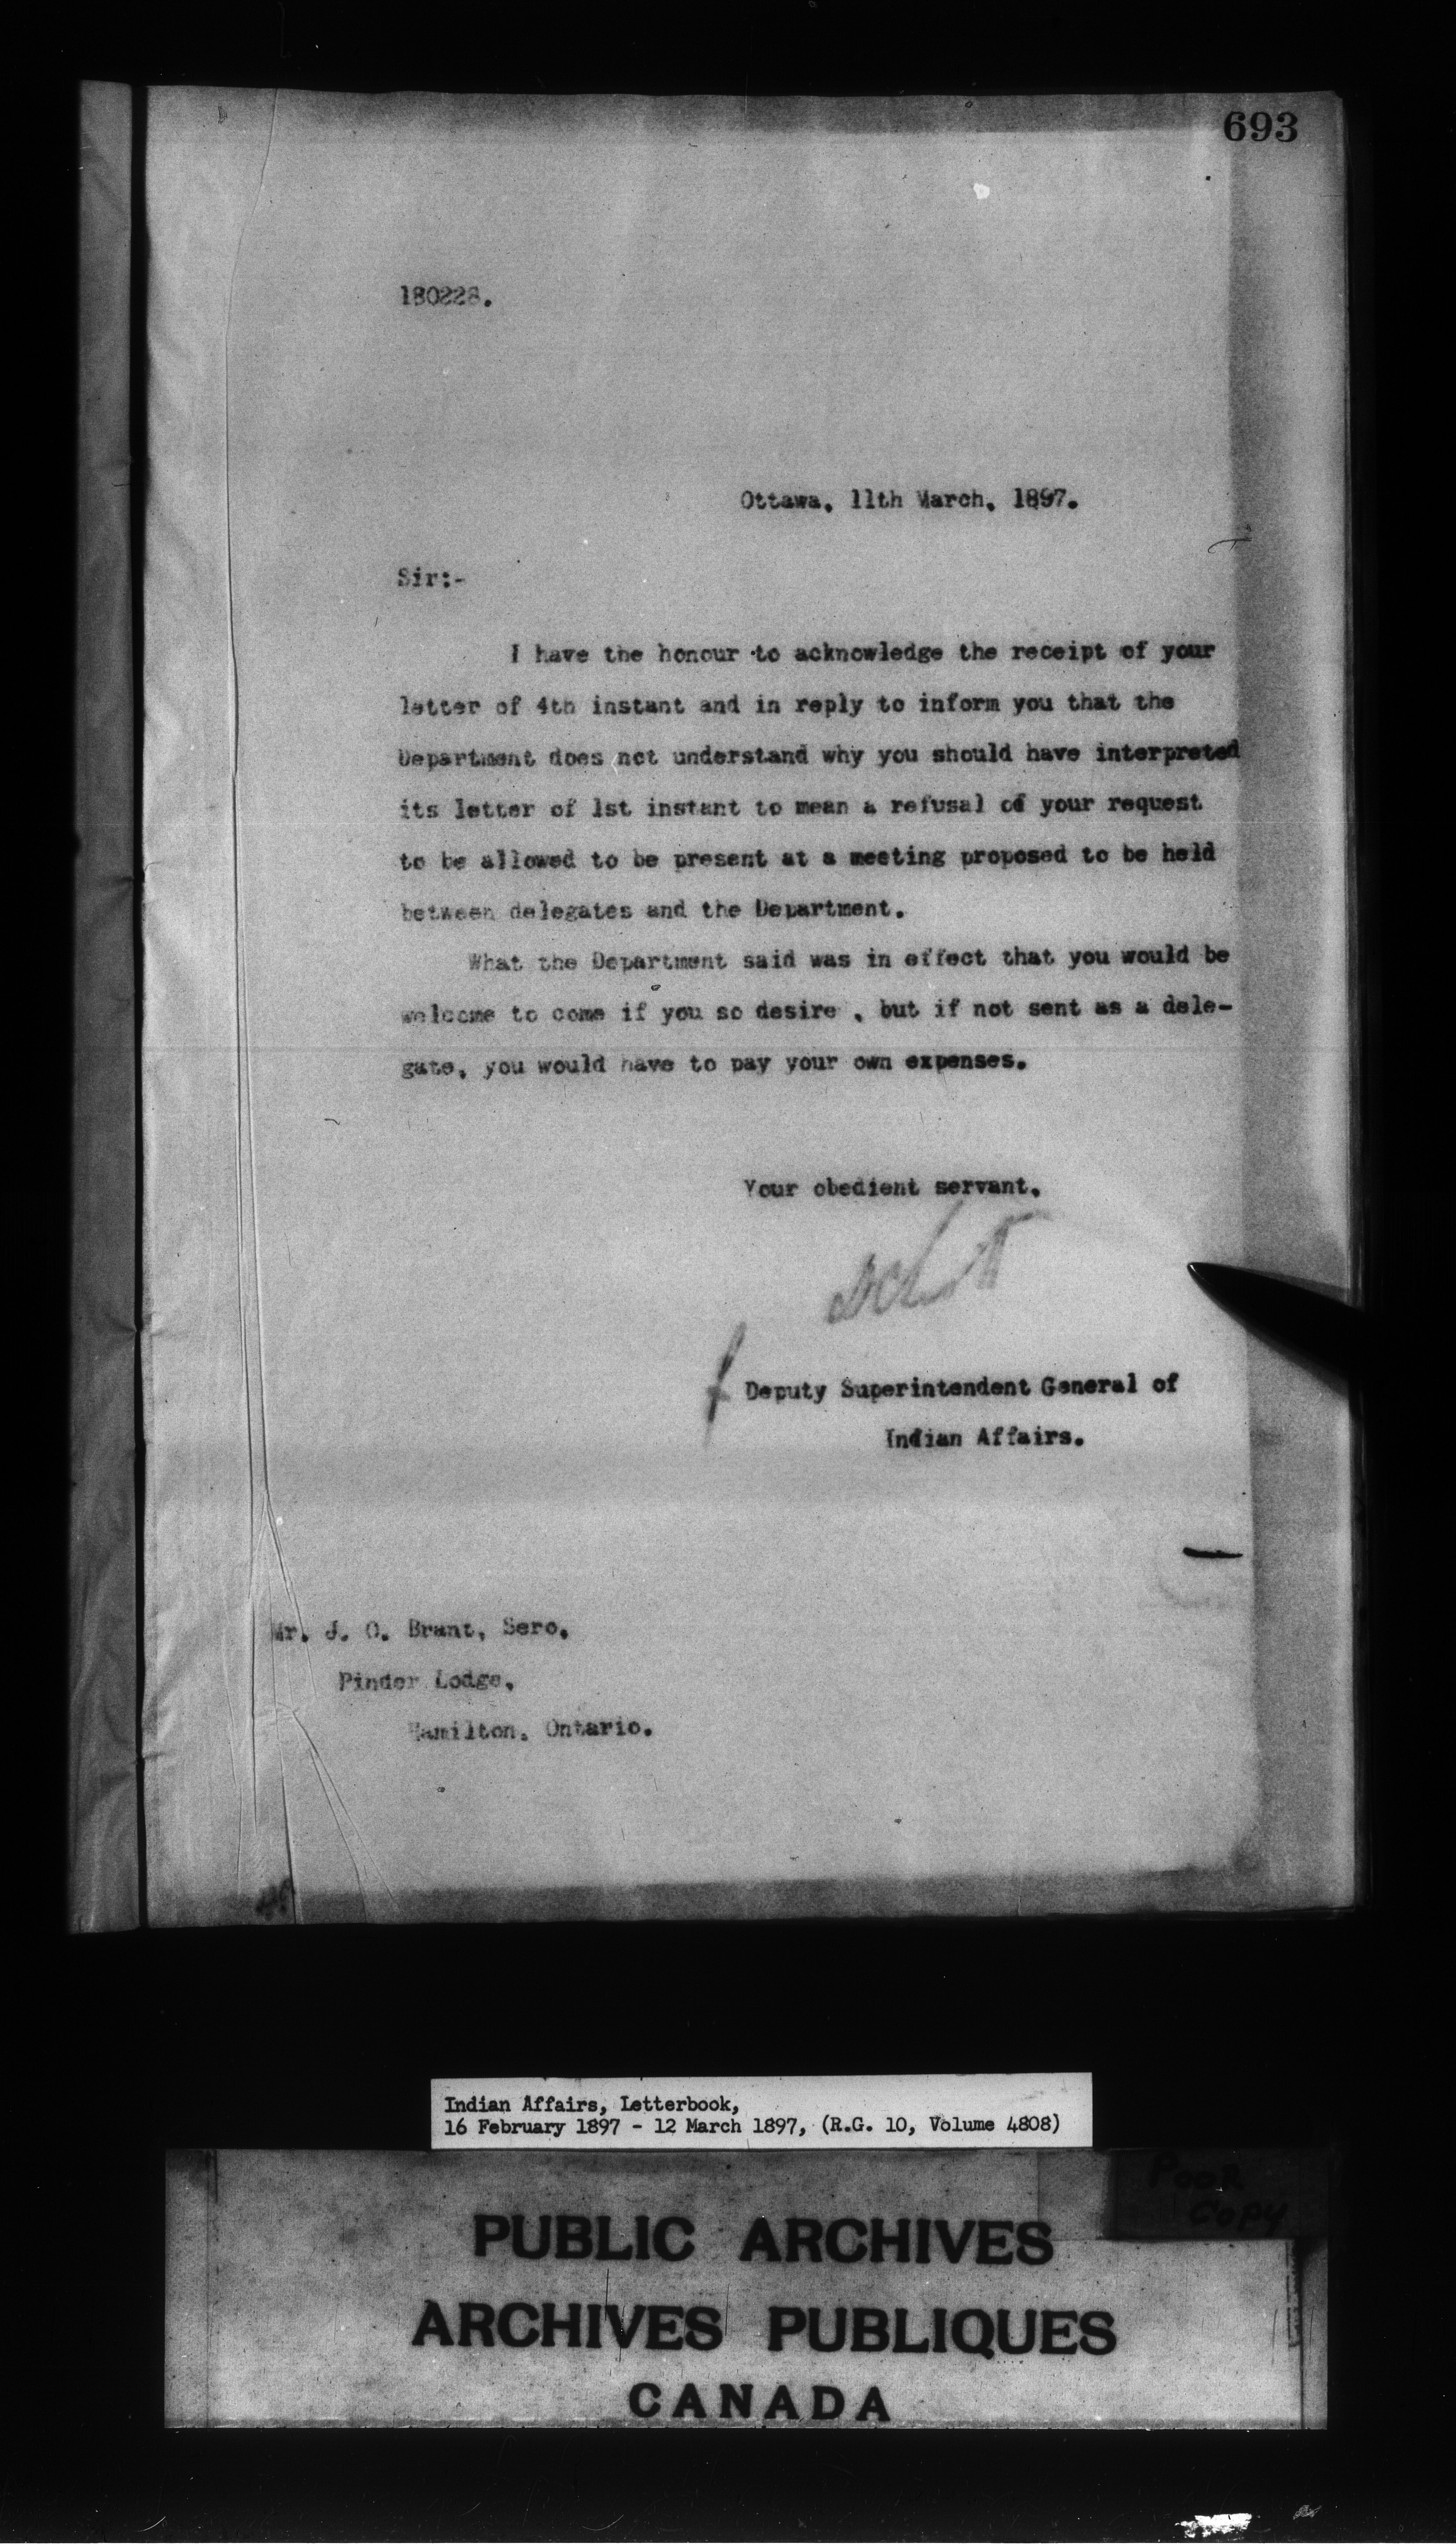 693
180228.
Ottawa, 11th March, 1897.
Sir:-
I have the honour to acknowledge the receipt of your
letter of 4th instant and in reply to inform you that the
Department does not understand why you should have interpreted
its letter of 1st instant to mean a refusal of your request
to be allowed to be present at a meeting proposed to be held
between delegates and the Department.
What the Department said was in effect that you would be
welcome to come if you so desire , but if not sent as a dele-
gate, you would have to pay your own expenses.
Your obedient servant,
Deputy Superintendent General of
Indian Affairs.
Mr. J. O. Brant, Sero,
Pinder Lodge,
Hamilton, Ontario.
Indian Affairs, Letterbook,
16 February 1897 - 12 March 1897, (R.G. 10, Volume 4808)
Poor
Copy
PUBLIC ARCHIVES
ARCHIVES PUBLIQUES
CANADA